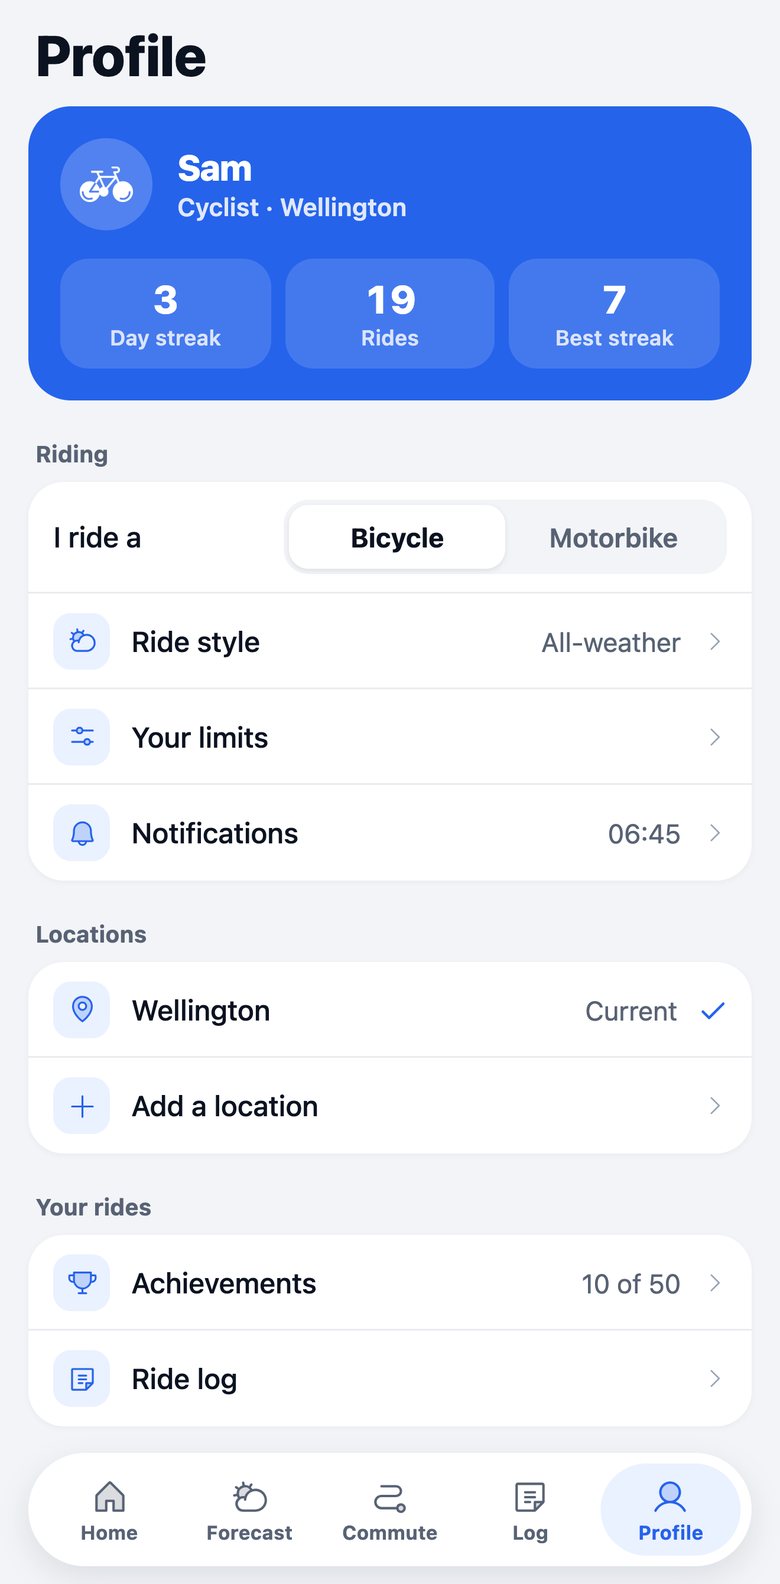 Profile
Sam
Cyclist · Wellington
3
Day streak
19
Rides
7
Best streak
Riding
I ride a
Bicycle
Motorbike
Ride style
All-weather
Your limits
Notifications
06:45
Locations
Wellington
Current
Add a location
Your rides
Achievements
10 of 50
Ride log
Home
Forecast
Commute
Log
Profile